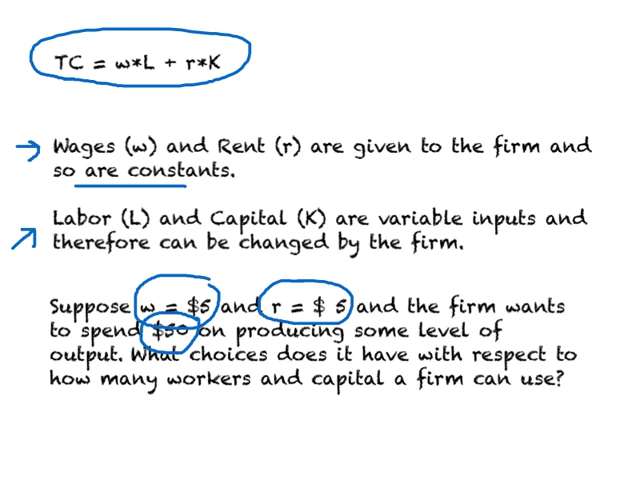 TC = w*L + r*K
Wages (w) and Rent (r) are given to the firm and
so are constants.
Labor (L) and Capital (K) are variable inputs and
therefore can be changed by the firm.
Suppose w = $5 and r = $ 5 and the firm wants
to spend $50 on producing some level of
output. What choices does it have with respect to
how many workers and capital a firm can use?